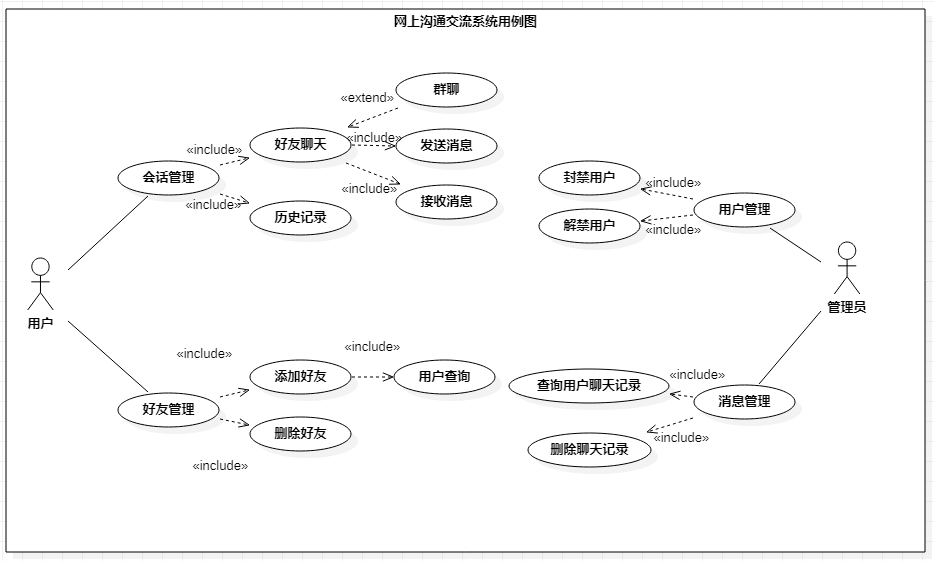 网上沟通交流系统用例图
群聊
«extend»
好友聊天
«include»
发送消息
«include»
会话管理
«include»
接收消息
«include»
历史记录
封禁用户
«include»
用户管理
解禁用户
«include»
用户
管理员
«include»
«include»
添加好友
用户查询
好友管理
删除好友
«include»
查询用户聊天记录
«include»
消息管理
«include»
删除聊天记录